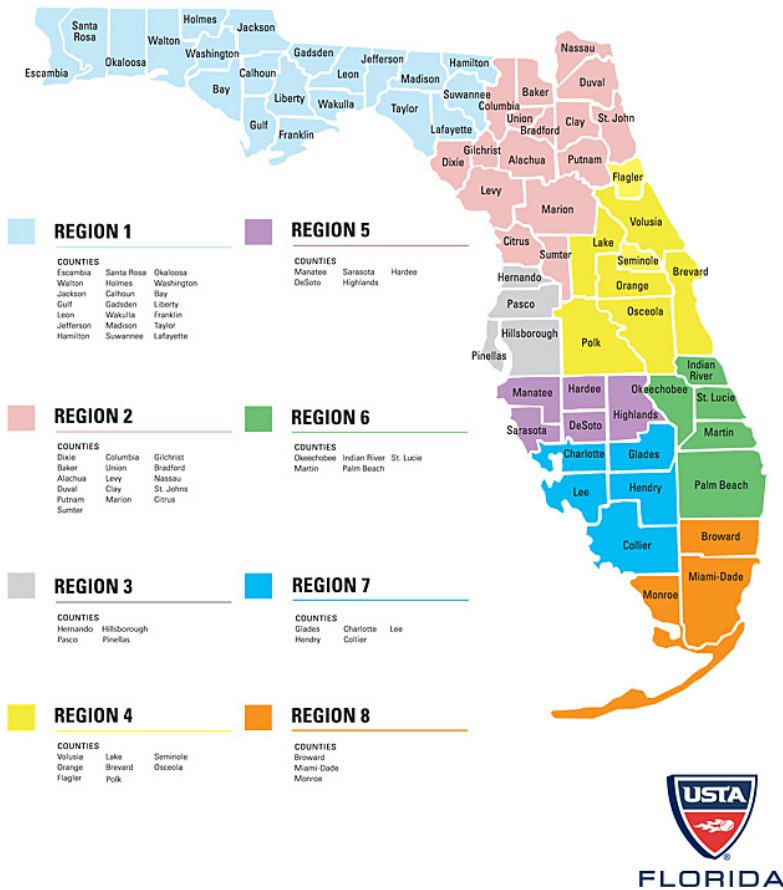 Holmes
Santa
Rosa
Jackson
Walton
Washington
Okaloosa
Escambia
Gadsden
Jefferson
Hamilton
Calhoun
Leon
Madison
Bay
Liberty
Wakulla
Suwannee
Taylor
Gulf
Franklin
Lafayette
Nassau
Baker
Duval
Columbia
Union
Bradford
Clay
St. John
Gilchrist
Dixie
Alachua
Putnam
Levy
Flagler
Marion
Volusia
Citrus
Sumter
Lake
Seminole
Hernando
Orange
Brevard
Pasco
Osceola
Hillsborough
Polk
Pinellas
Indian
River
Manatee
Hardee
Okeechobee
St. Lucie
Highlands
Sarasota
DeSoto
Martin
Charlotte
Glades
Lee
Hendry
Palm Beach
Collier
Broward
Miami-Dade
Monroe
REGION 1
COUNTIES
Escambia Santa Rosa Okaloosa
Walton Holmes Washington
Jackson Calhoun Bay
Gulf Gadsden Liberty
Leon Wakulla Franklin
Jefferson Madison Taylor
Hamilton Suwannee Lafayette
REGION 5
COUNTIES
Manatee Sarasota Hardee
DeSoto Highlands
REGION 2
COUNTIES
Dixie Columbia Gilchrist
Baker Union Bradford
Alachua Levy Nassau
Duval Clay St. Johns
Putnam Marion Citrus
Sumter
REGION 6
COUNTIES
Okeechobee Indian River St. Lucie
Martin Palm Beach
REGION 3
COUNTIES
Hernando Hillsborough
Pasco Pinellas
REGION 7
COUNTIES
Glades Charlotte Lee
Hendry Collier
REGION 4
COUNTIES
Volusia Lake Seminole
Orange Brevard Osceola
Flagler Polk
REGION 8
COUNTIES
Broward
Miami-Dade
Monroe
USTA
®
FLORIDA